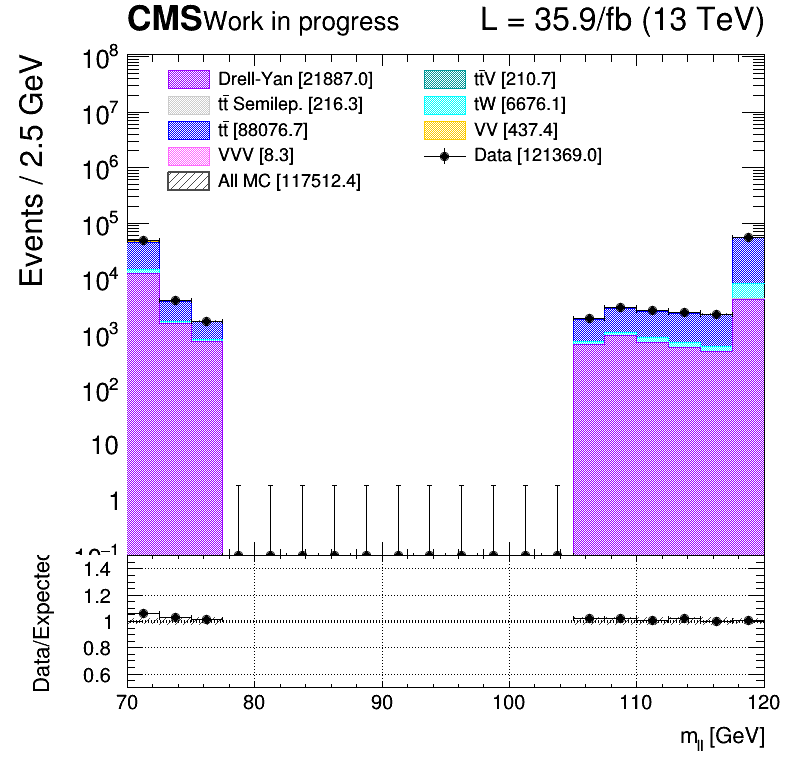 CMS Work in progress L = 35.9/fb (13 TeV)
Events / 2.5 GeV
10⁸
10⁷
10⁶
10⁵
10⁴
10³
10²
10
1
10⁻¹
Drell-Yan [21887.0]
tt̄ Semilep. [216.3]
tt̄ [88076.7]
VVV [8.3]
All MC [117512.4]
tt̄V [210.7]
tW [6676.1]
VV [437.4]
Data [121369.0]
Data/Expected
1.4
1.2
1
0.8
0.6
70 80 90 100 110 120
m_ll [GeV]